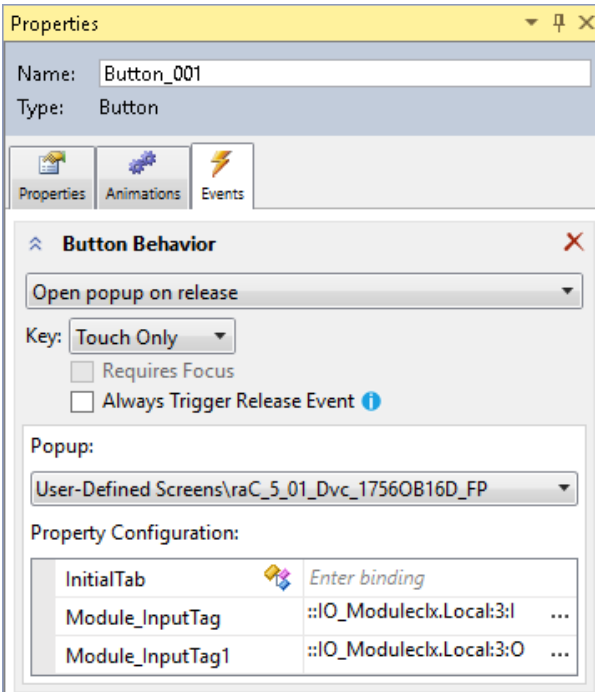 Properties
Name: Button_001
Type: Button
Properties Animations Events
Button Behavior
Open popup on release
Key: Touch Only
Requires Focus
Always Trigger Release Event
Popup:
User-Defined Screens\raC_5_01_Dvc_1756OB16D_FP
Property Configuration:
InitialTab Enter binding
Module_InputTag ::IO_Moduleclx.Local:3:I ...
Module_InputTag1 ::IO_Moduleclx.Local:3:O ...